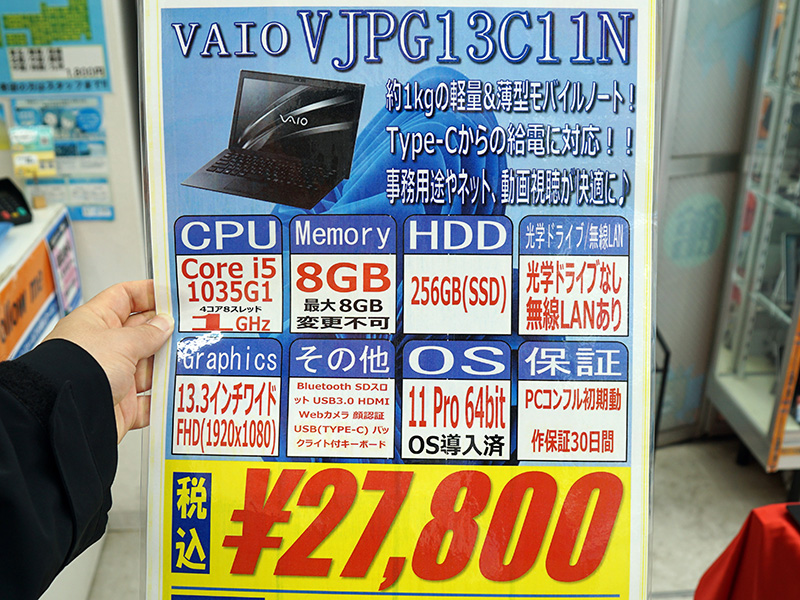 VAIO VJPG13C11N
約1kgの軽量&薄型モバイルノート!
Type-Cからの給電に対応!!
事務用途やネット、動画視聴が快適に♪
VAIO
CPU
Core i5
1035G1
4コア8スレッド
1GHz
Memory
8GB
最大8GB
変更不可
HDD
256GB(SSD)
光学ドライブ/無線LAN
光学ドライブなし
無線LANあり
Graphics
13.3インチワイド
FHD(1920x1080)
その他
Bluetooth SDスロ
ット USB3.0 HDMI
Webカメラ 顔認証
USB(TYPE-C) バッ
クライト付キーボード
OS
11 Pro 64bit
OS導入済
保証
PCコンフル初期動
作保証30日間
税込
¥27,800
1,800円